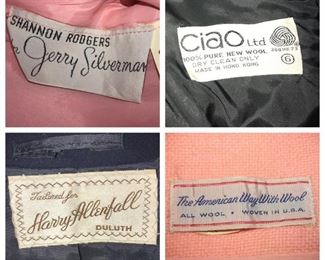 SHANNON RODGERS
Jerry Silverman
Ciao Ltd
100% PURE NEW WOOL
DRY CLEAN ONLY
MADE IN HONG KONG
6
Tailored for
Harry Allenfall
DULUTH
The American Way With Wool
ALL WOOL • WOVEN IN U.S.A.